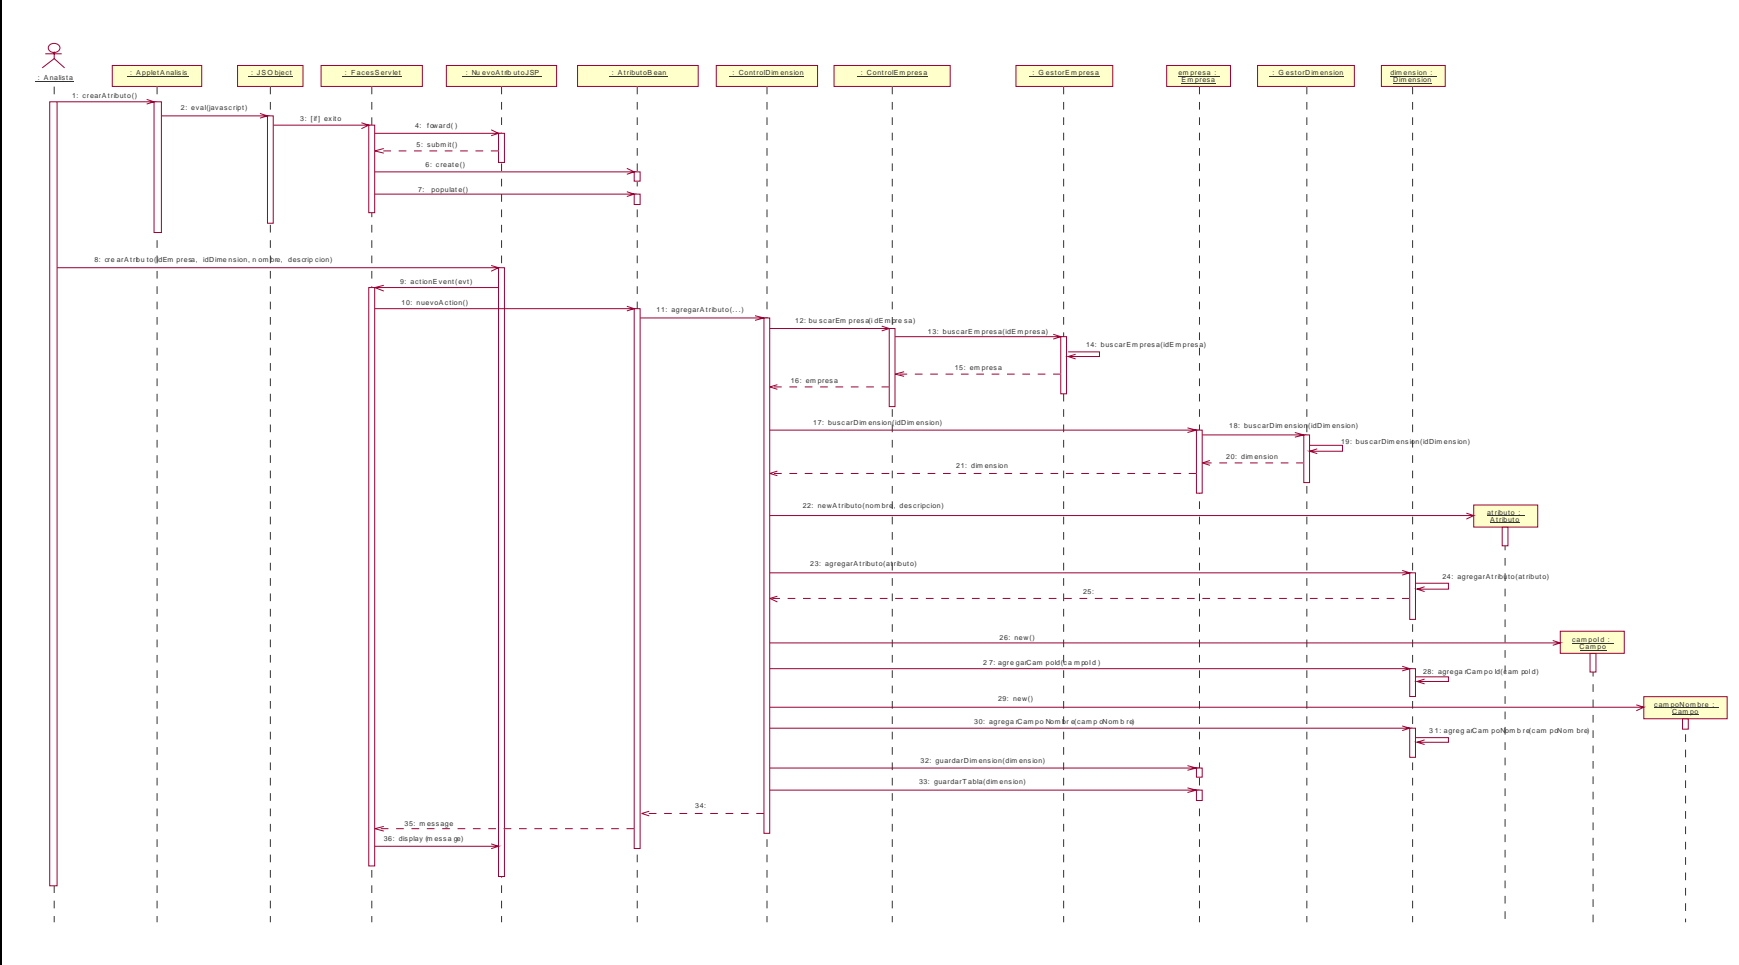 : Analista
: AppletAnalisis
: JSObject
: FacesServlet
: NuevoAtributoJSP
: AtributoBean
: ControlDimension
: ControlEmpresa
: GestorEmpresa
empresa :
Empresa
: GestorDimension
dimension :
Dimension
1: crearAtributo()
2: eval(javascript)
3: [if] exito
4: foward()
5: submit()
6: create()
7: populate()
8: crearAtributo(idEmpresa, idDimension, nombre, descripcion)
9: actionEvent(evt)
10: nuevoAction()
11: agregarAtributo(...)
12: buscarEmpresa(idEmpresa)
13: buscarEmpresa(idEmpresa)
14: buscarEmpresa(idEmpresa)
15: empresa
16: empresa
17: buscarDimension(idDimension)
18: buscarDimension(idDimension)
19: buscarDimension(idDimension)
20: dimension
21: dimension
22: newAtributo(nombre, descripcion)
atributo :
Atributo
23: agregarAtributo(atributo)
24: agregarAtributo(atributo)
25:
26: new()
campoId :
Campo
27: agregarCampoId(campoId)
28: agregarCampoId(campoId)
29: new()
campoNombre :
Campo
30: agregarCampoNombre(campoNombre)
31: agregarCampoNombre(campoNombre)
32: guardarDimension(dimension)
33: guardarTabla(dimension)
34:
35: message
36: display(message)